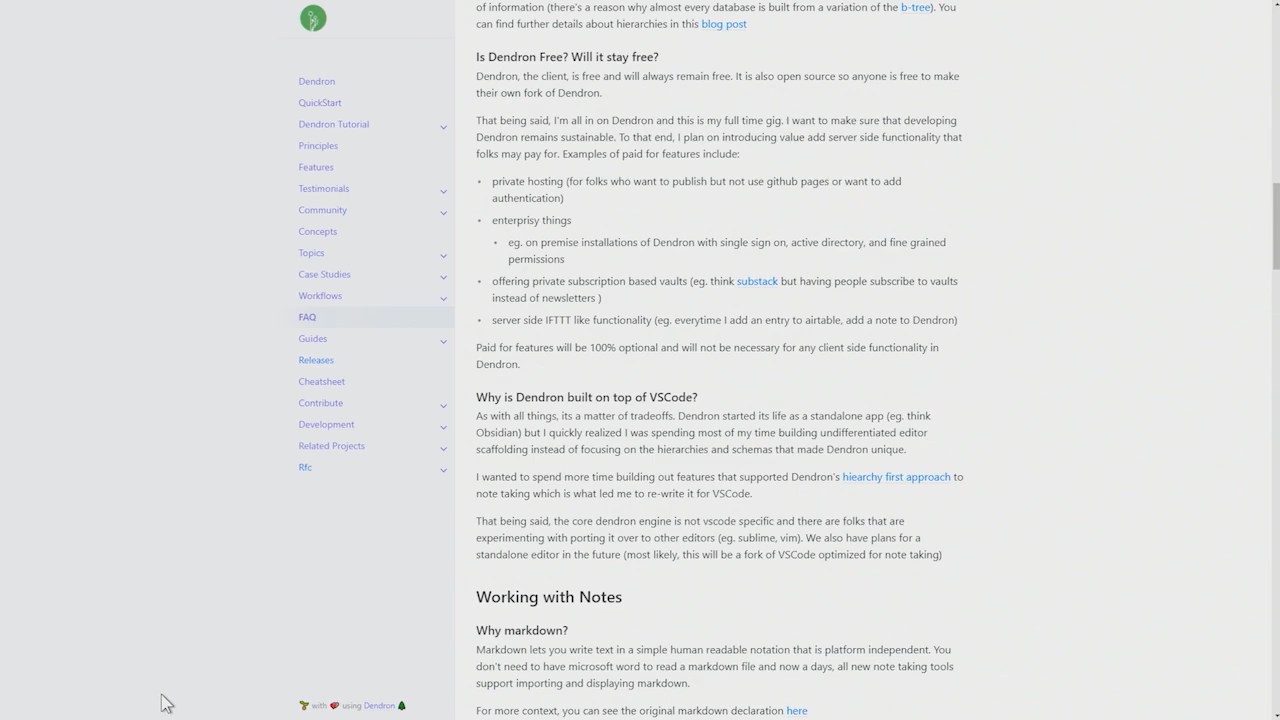 Dendron
QuickStart
Dendron Tutorial
Principles
Features
Testimonials
Community
Concepts
Topics
Case Studies
Workflows
FAQ
Guides
Releases
Cheatsheet
Contribute
Development
Related Projects
Rfc
with using Dendron
of information (there's a reason why almost every database is built from a variation of the b-tree). You
can find further details about hierarchies in this blog post
Is Dendron Free? Will it stay free?
Dendron, the client, is free and will always remain free. It is also open source so anyone is free to make
their own fork of Dendron.
That being said, I'm all in on Dendron and this is my full time gig. I want to make sure that developing
Dendron remains sustainable. To that end, I plan on introducing value add server side functionality that
folks may pay for. Examples of paid for features include:
• private hosting (for folks who want to publish but not use github pages or want to add
authentication)
• enterprisy things
• eg. on premise installations of Dendron with single sign on, active directory, and fine grained
permissions
• offering private subscription based vaults (eg. think substack but having people subscribe to vaults
instead of newsletters )
• server side IFTTT like functionality (eg. everytime I add an entry to airtable, add a note to Dendron)
Paid for features will be 100% optional and will not be necessary for any client side functionality in
Dendron.
Why is Dendron built on top of VSCode?
As with all things, its a matter of tradeoffs. Dendron started its life as a standalone app (eg. think
Obsidian) but I quickly realized I was spending most of my time building undifferentiated editor
scaffolding instead of focusing on the hierarchies and schemas that made Dendron unique.
I wanted to spend more time building out features that supported Dendron's hiearchy first approach to
note taking which is what led me to re-write it for VSCode.
That being said, the core dendron engine is not vscode specific and there are folks that are
experimenting with porting it over to other editors (eg. sublime, vim). We also have plans for a
standalone editor in the future (most likely, this will be a fork of VSCode optimized for note taking)
Working with Notes
Why markdown?
Markdown lets you write text in a simple human readable notation that is platform independent. You
don't need to have microsoft word to read a markdown file and now a days, all new note taking tools
support importing and displaying markdown.
For more context, you can see the original markdown declaration here